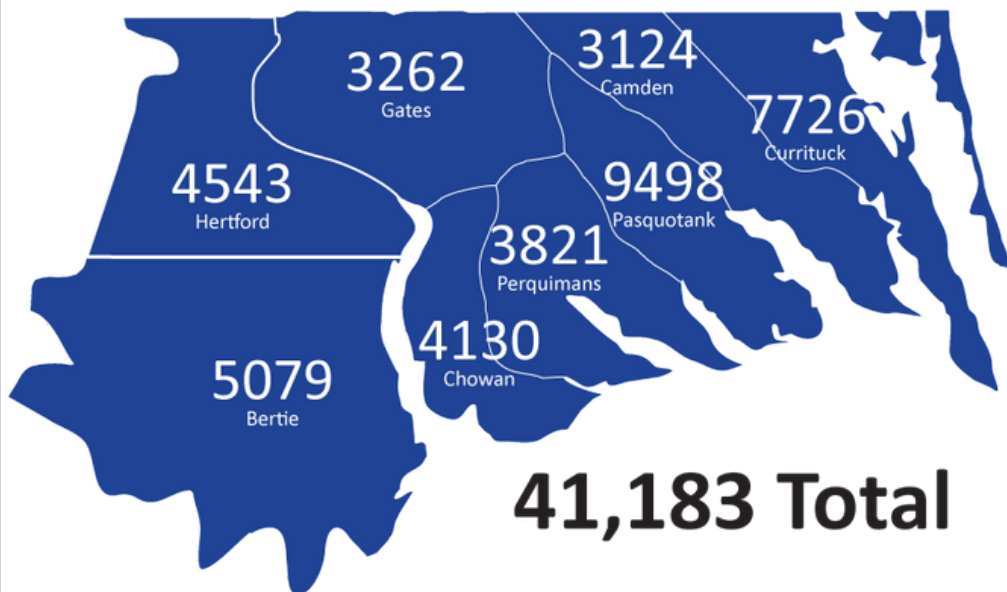 3262
Gates
3124
Camden
7726
Currituck
4543
Hertford
9498
Pasquotank
3821
Perquimans
4130
Chowan
5079
Bertie
41,183 Total